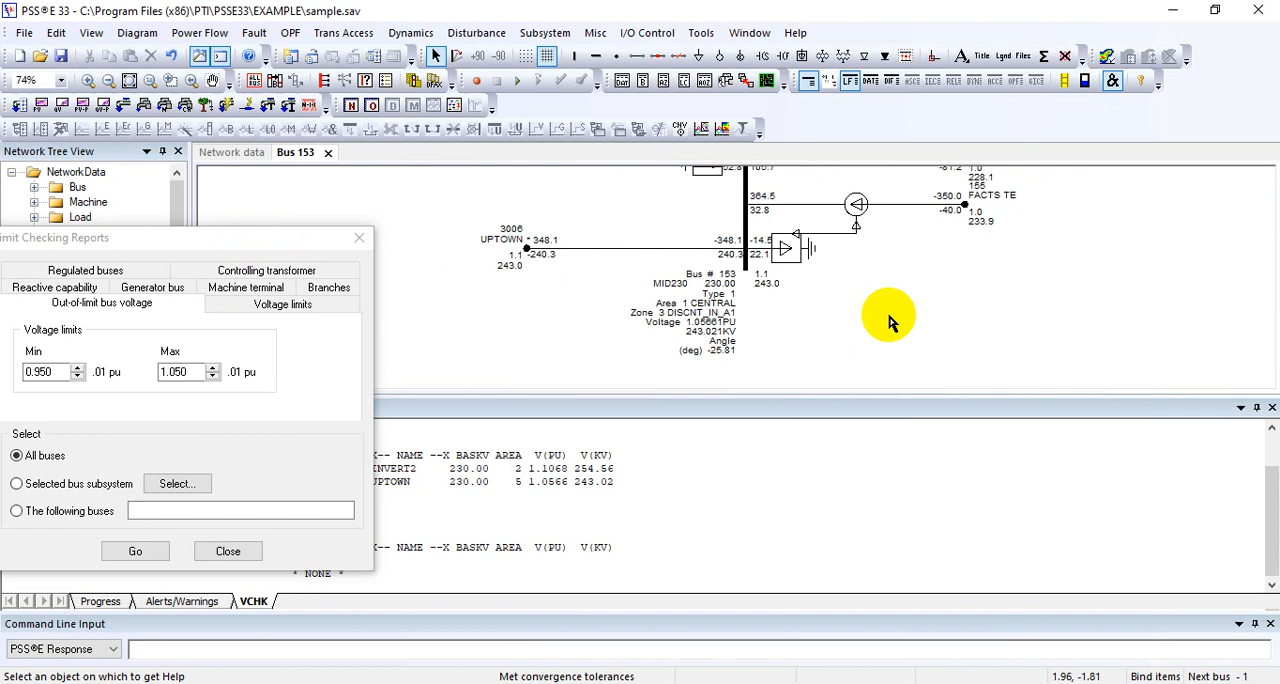 PSS®E 33 - C:\Program Files (x86)\PTI\PSSE33\EXAMPLE\sample.sav
File Edit View Diagram Power Flow Fault OPF Trans Access Dynamics Disturbance Subsystem Misc I/O Control Tools Window Help
74%
Network Tree View
Network data Bus 153
NetworkData
Bus
Machine
Load
364.5
32.8
-350.0
-40.0
1.0
228.1
155
FACTS TE
1.0
233.9
3006
UPTOWN * 348.1
-240.3
1.1
243.0
-348.1
240.3
-14.5
22.1
Bus # 153
MID230 230.00
Type 1
Area 1 CENTRAL
Zone 3 DISCNT_IN_A1
Voltage 1.05661PU
243.021KV
Angle
(deg) -25.81
1.1
243.0
imit Checking Reports
Regulated buses Controlling transformer
Reactive capability Generator bus Machine terminal Branches
Out-of-limit bus voltage Voltage limits
Voltage limits
Min Max
0.950 .01 pu 1.050 .01 pu
Select
All buses
Selected bus subsystem Select...
The following buses
Go Close
X-- NAME --X BASKV AREA V(PU) V(KV)
INVERT2 230.00 2 1.1068 254.56
UPTOWN 230.00 5 1.0566 243.02
X-- NAME --X BASKV AREA V(PU) V(KV)
* NONE *
Progress Alerts/Warnings VCHK
Command Line Input
PSS®E Response
Select an object on which to get Help Met convergence tolerances 1.96, -1.81 Bind items Next bus - 1